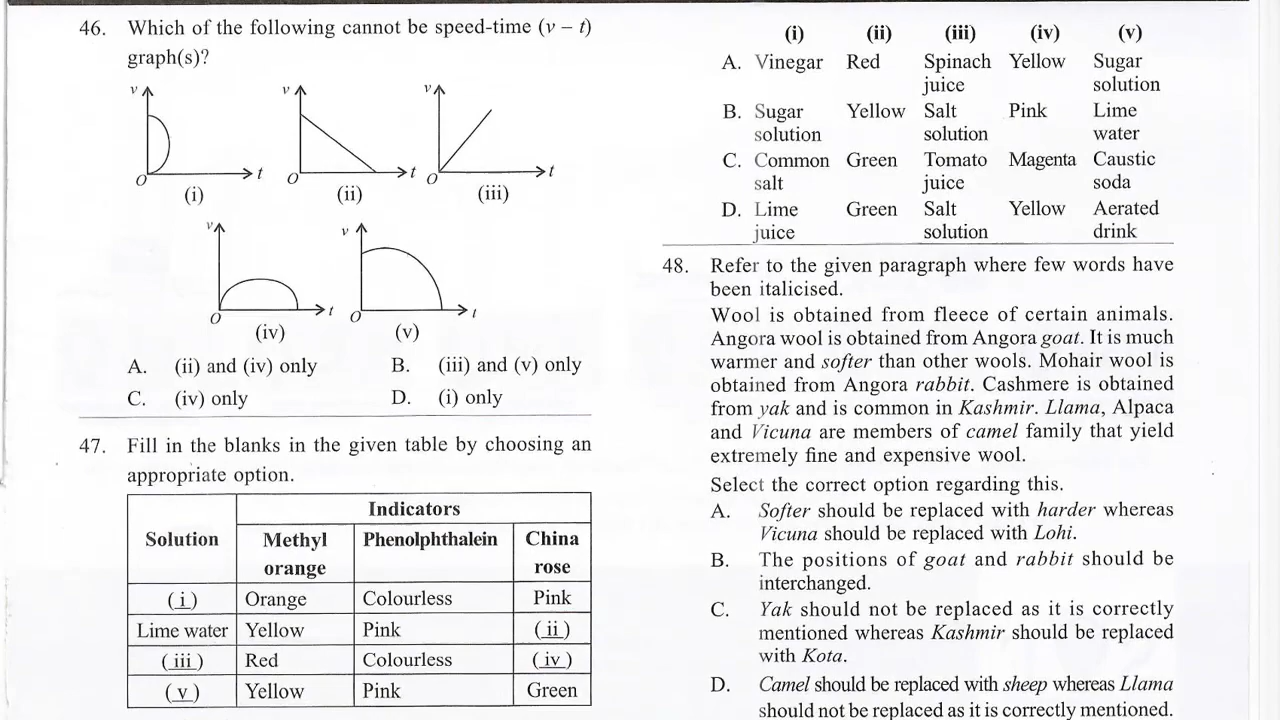 46. Which of the following cannot be speed-time (v – t)
graph(s)?
v
O
t
(i)
v
O
t
(ii)
v
O
t
(iii)
v
O
t
(iv)
v
O
t
(v)
A. (ii) and (iv) only B. (iii) and (v) only
C. (iv) only D. (i) only
47. Fill in the blanks in the given table by choosing an
appropriate option.
Indicators
Solution Methyl orange Phenolphthalein China rose
(i) Orange Colourless Pink
Lime water Yellow Pink (ii)
(iii) Red Colourless (iv)
(v) Yellow Pink Green
(i) (ii) (iii) (iv) (v)
A. Vinegar Red Spinach Yellow Sugar
juice solution
B. Sugar Yellow Salt Pink Lime
solution solution water
C. Common Green Tomato Magenta Caustic
salt juice soda
D. Lime Green Salt Yellow Aerated
juice solution drink
48. Refer to the given paragraph where few words have
been italicised.
Wool is obtained from fleece of certain animals.
Angora wool is obtained from Angora goat. It is much
warmer and softer than other wools. Mohair wool is
obtained from Angora rabbit. Cashmere is obtained
from yak and is common in Kashmir. Llama, Alpaca
and Vicuna are members of camel family that yield
extremely fine and expensive wool.
Select the correct option regarding this.
A. Softer should be replaced with harder whereas
Vicuna should be replaced with Lohi.
B. The positions of goat and rabbit should be
interchanged.
C. Yak should not be replaced as it is correctly
mentioned whereas Kashmir should be replaced
with Kota.
D. Camel should be replaced with sheep whereas Llama
should not be replaced as it is correctly mentioned.